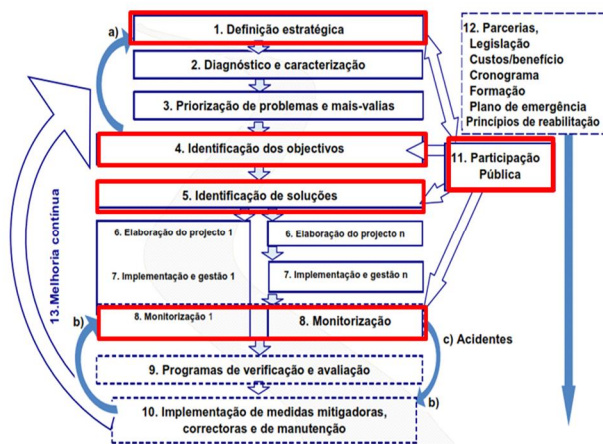 1. Definição estratégica
a)
2. Diagnóstico e caracterização
3. Priorização de problemas e mais-valias
4. Identificação dos objectivos
5. Identificação de soluções
6. Elaboração do projecto 1
6. Elaboração do projecto n
7. Implementação e gestão 1
7. Implementação e gestão n
8. Monitorização 1
8. Monitorização
b)
c) Acidentes
9. Programas de verificação e avaliação
b)
10. Implementação de medidas mitigadoras,
correctoras e de manutenção
11. Participação
Pública
12. Parcerias,
Legislação
Custos/benefício
Cronograma
Formação
Plano de emergência
Princípios de reabilitação
13.Melhoria contínua